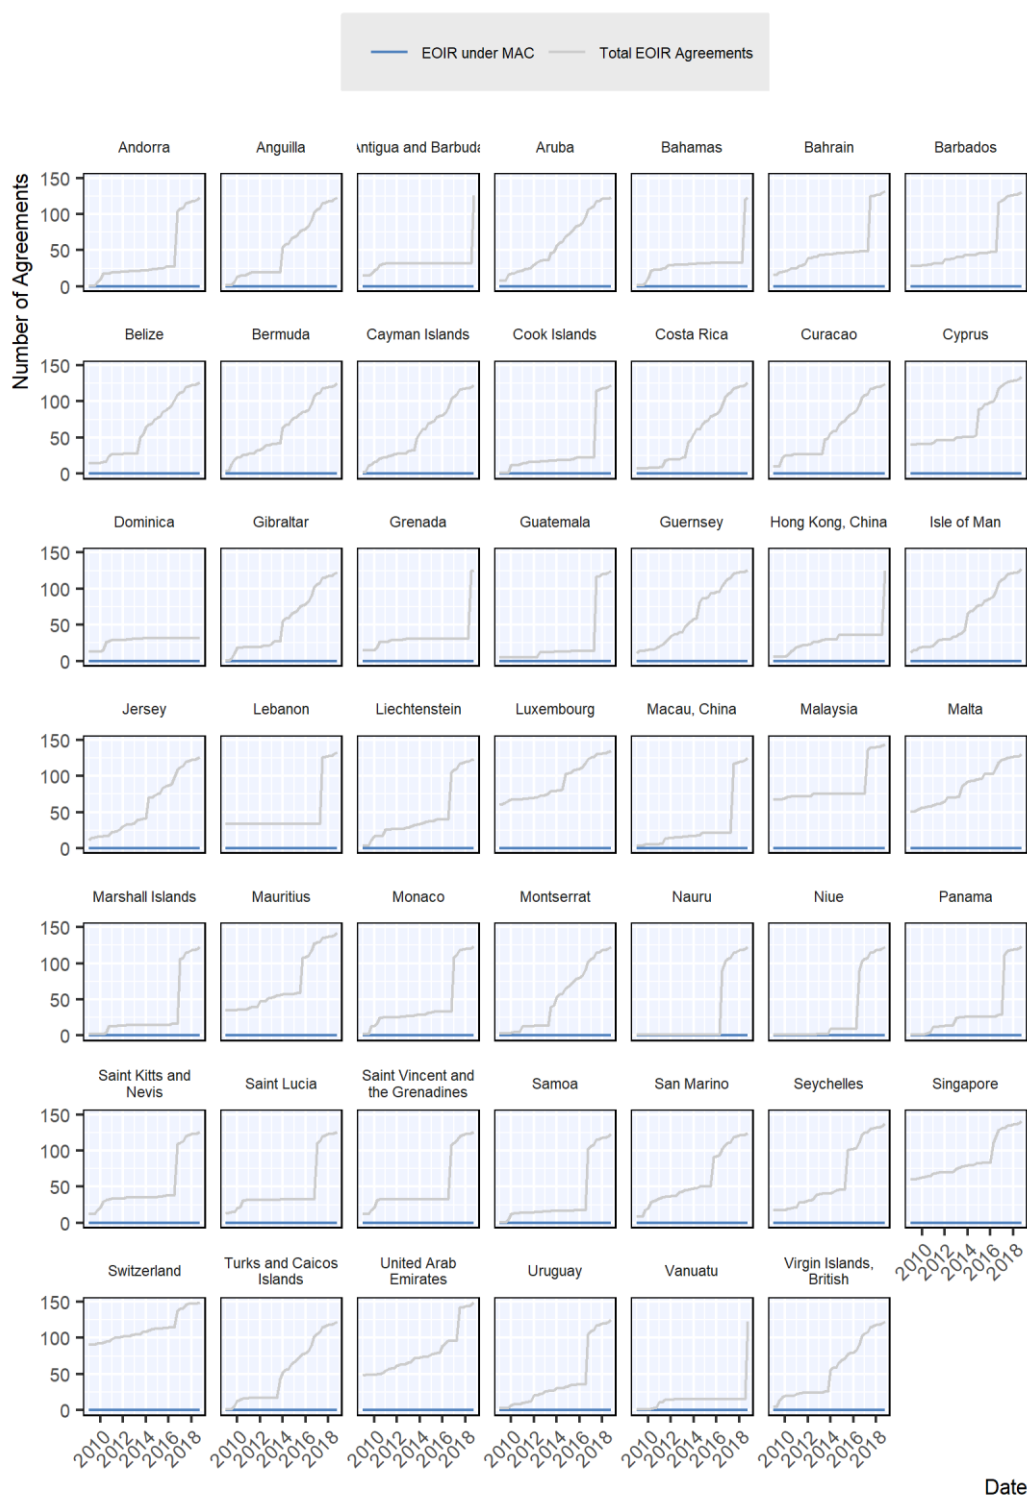 EOIR under MAC Total EOIR Agreements
Number of Agreements
Andorra Anguilla Antigua and Barbuda Aruba Bahamas Bahrain Barbados
150
100
50
0
Belize Bermuda Cayman Islands Cook Islands Costa Rica Curacao Cyprus
150
100
50
0
Dominica Gibraltar Grenada Guatemala Guernsey Hong Kong, China Isle of Man
150
100
50
0
Jersey Lebanon Liechtenstein Luxembourg Macau, China Malaysia Malta
150
100
50
0
Marshall Islands Mauritius Monaco Montserrat Nauru Niue Panama
150
100
50
0
Saint Kitts and Nevis Saint Lucia Saint Vincent and the Grenadines Samoa San Marino Seychelles Singapore
150
100
50
0
2010 2012 2014 2016 2018
Switzerland Turks and Caicos Islands United Arab Emirates Uruguay Vanuatu Virgin Islands, British
150
100
50
0
2010 2012 2014 2016 2018 2010 2012 2014 2016 2018 2010 2012 2014 2016 2018 2010 2012 2014 2016 2018 2010 2012 2014 2016 2018 2010 2012 2014 2016 2018
Date